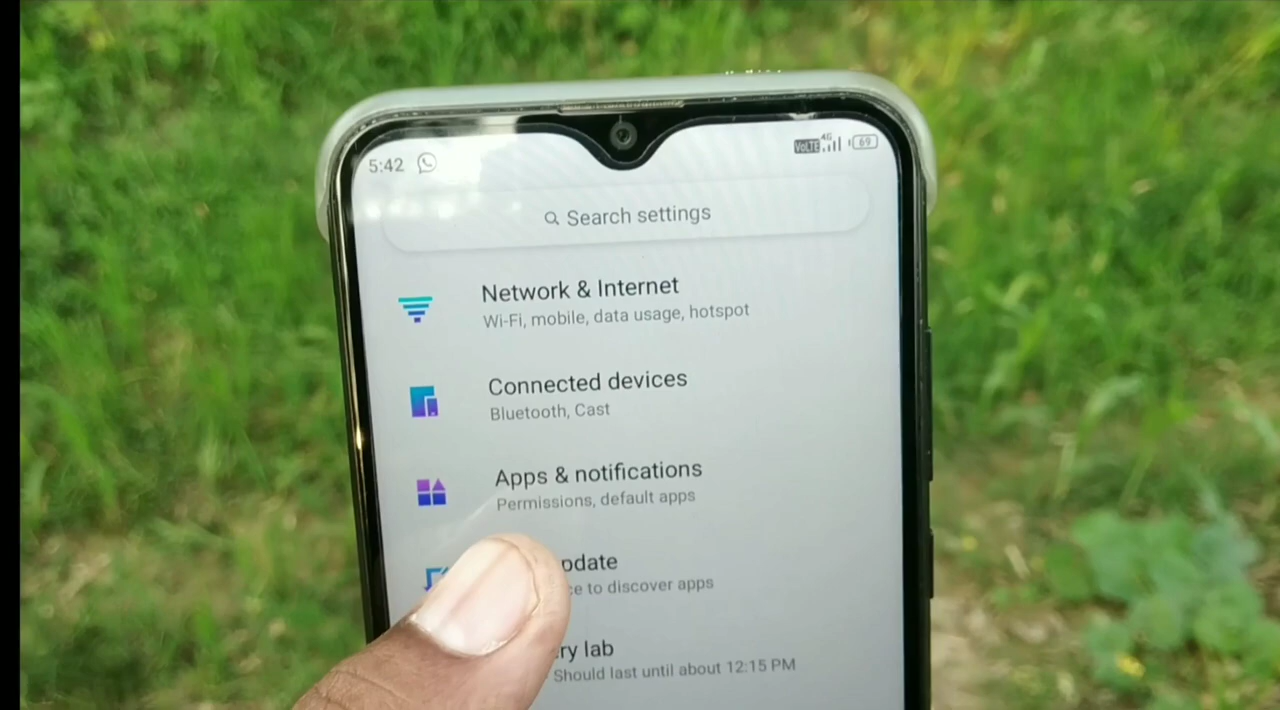 5:42 VoLTE 4G 69
Search settings
Network & Internet
Wi-Fi, mobile, data usage, hotspot
Connected devices
Bluetooth, Cast
Apps & notifications
Permissions, default apps
pdate
to discover apps
ry lab
Should last until about 12:15 PM